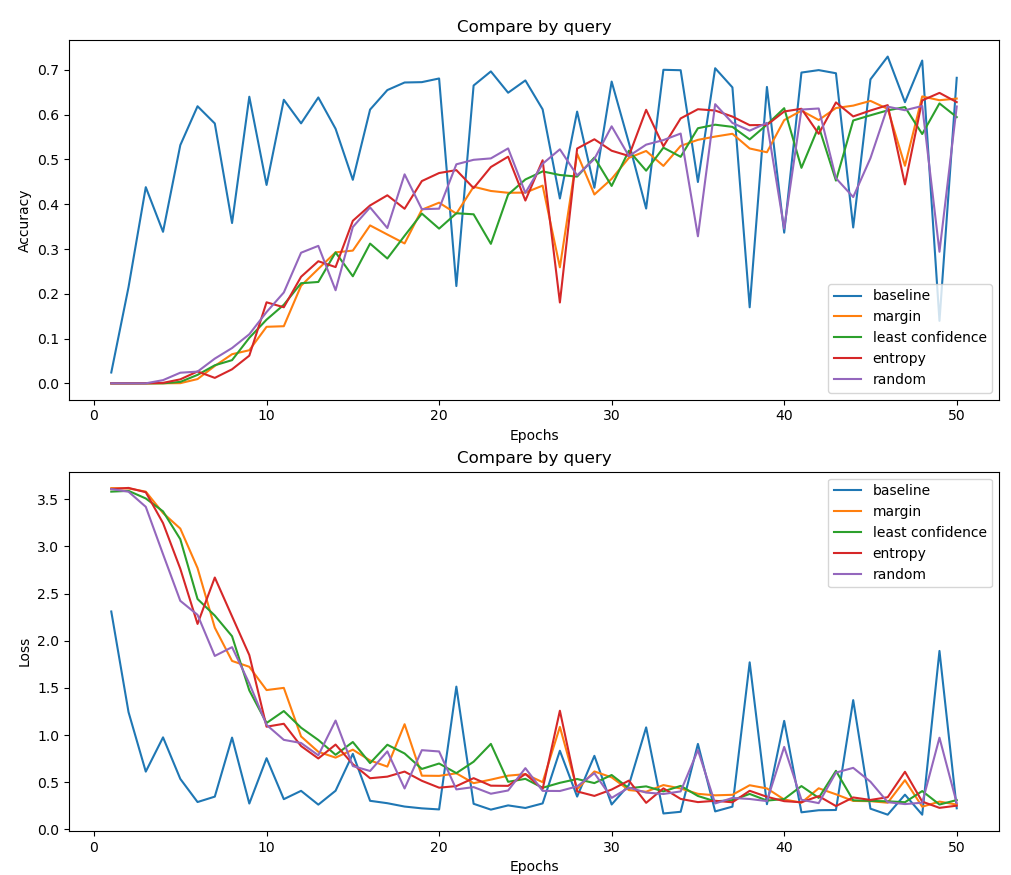 Compare by query
Accuracy
0.7
0.6
0.5
0.4
0.3
0.2
0.1
0.0
0 10 20 30 40 50
Epochs
baseline
margin
least confidence
entropy
random
Compare by query
Loss
3.5
3.0
2.5
2.0
1.5
1.0
0.5
0.0
0 10 20 30 40 50
Epochs
baseline
margin
least confidence
entropy
random